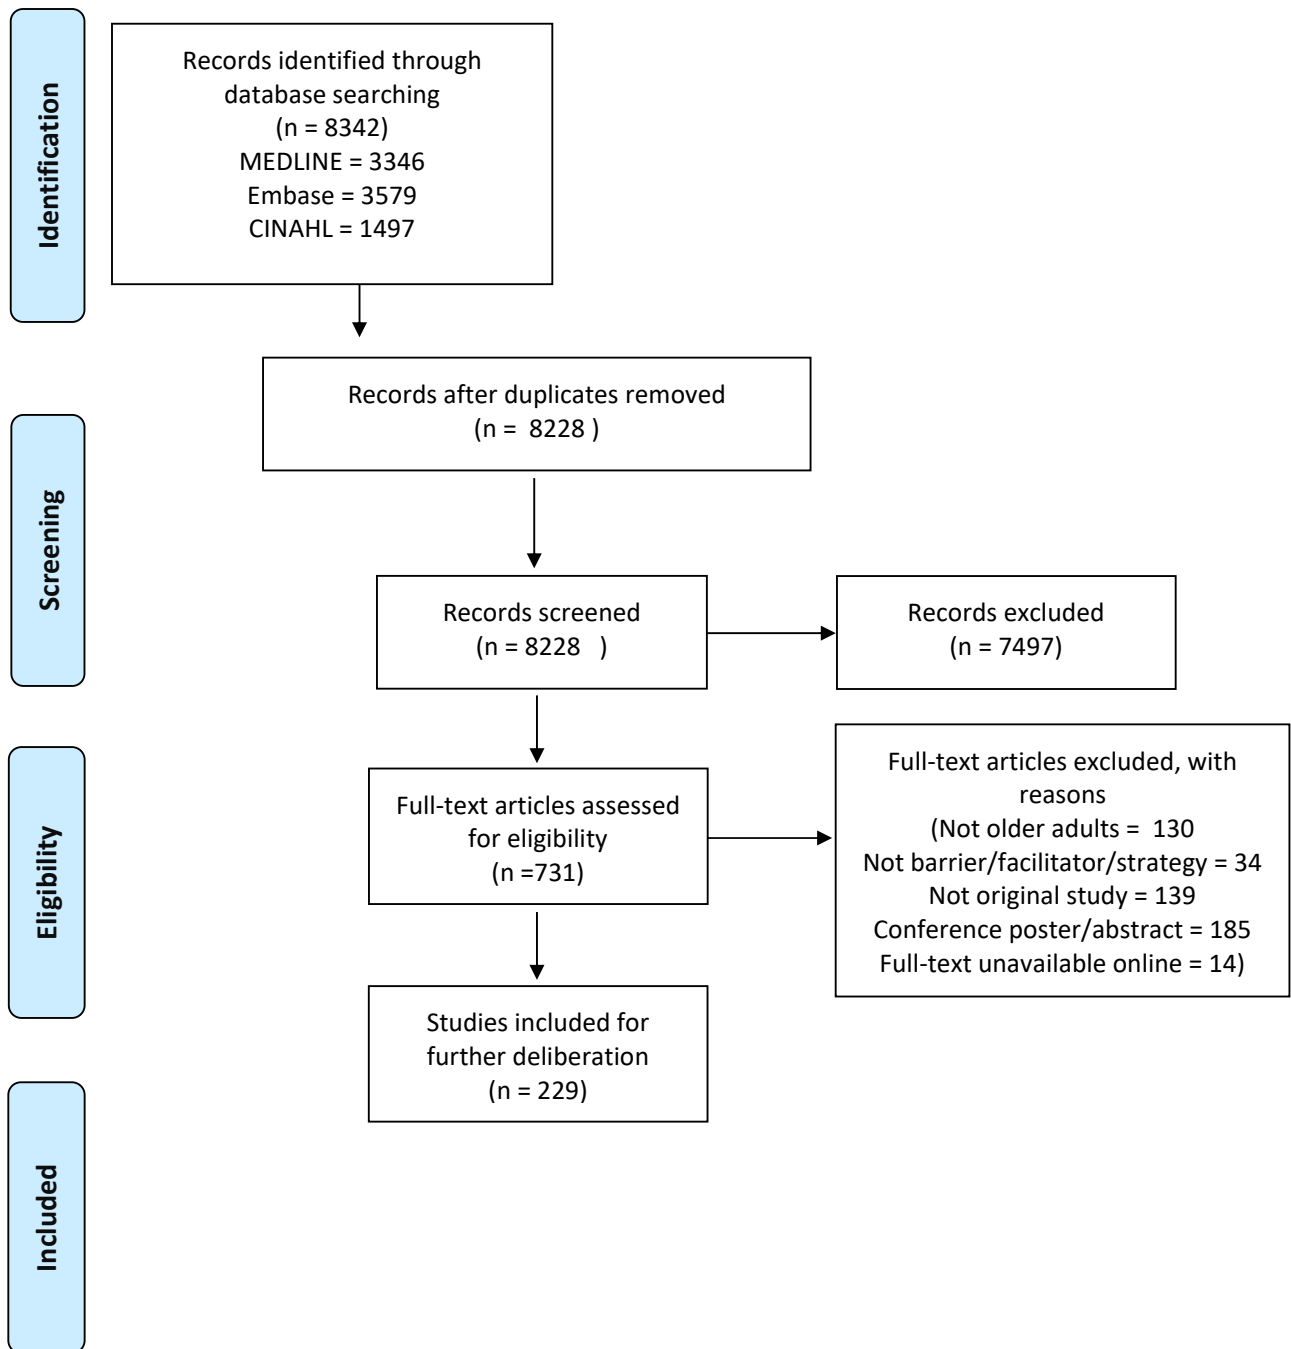 Identification
Records identified through
database searching
(n = 8342)
MEDLINE = 3346
Embase = 3579
CINAHL = 1497
Records after duplicates removed
(n =  8228 )
Screening
Records screened
(n = 8228   )
Records excluded
(n = 7497)
Eligibility
Full-text articles assessed
for eligibility
(n =731)
Full-text articles excluded, with
reasons
(Not older adults =  130
Not barrier/facilitator/strategy = 34
Not original study = 139
Conference poster/abstract = 185
Full-text unavailable online = 14)
Studies included for
further deliberation
(n = 229)
Included